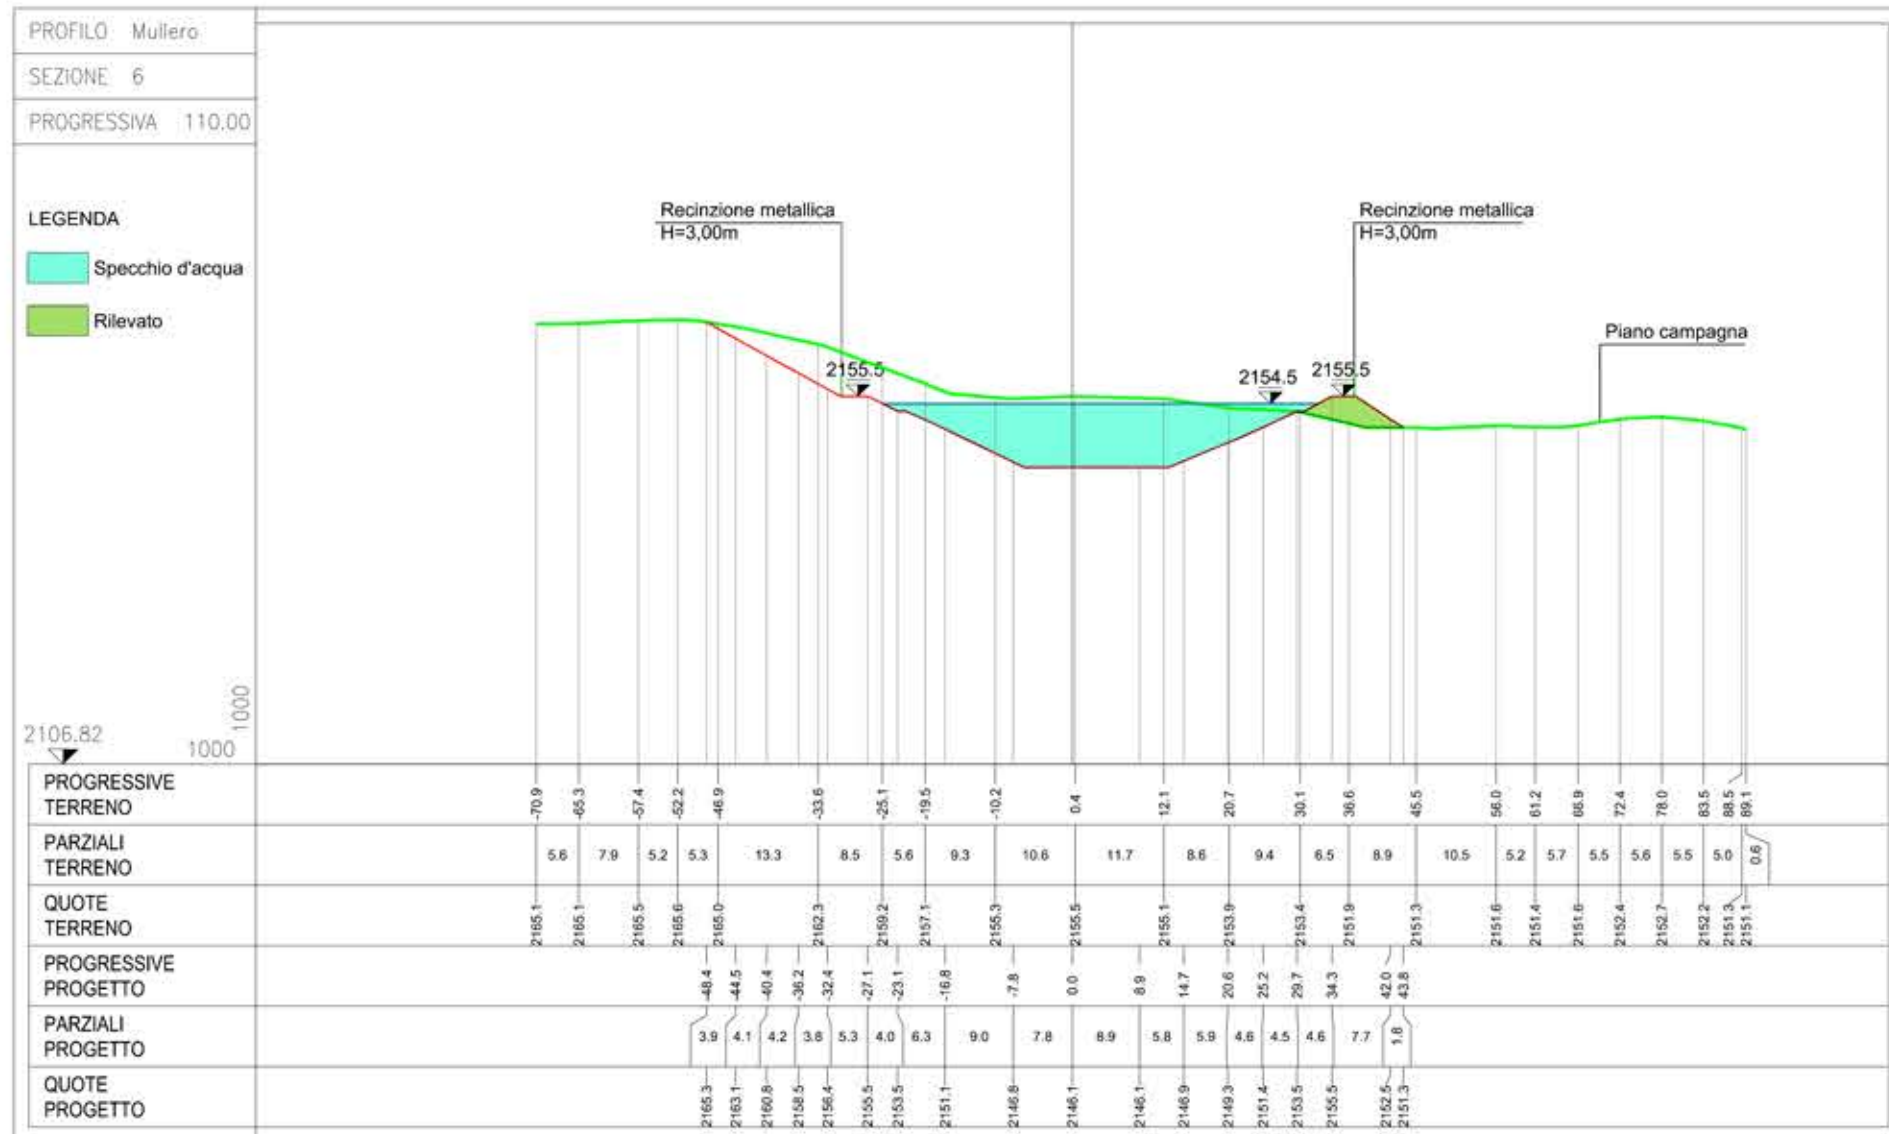 PROFILO Mullero
SEZIONE 6
PROGRESSIVA 110.00
LEGENDA
Specchio d'acqua
Rilevato
Recinzione metallica
H=3,00m
Recinzione metallica
H=3,00m
Piano campagna
2155.5
2154.5
2155.5
2106.82
1000
1000
PROGRESSIVE
TERRENO
-70.9 -65.3 -57.4 -52.2 -46.9 -33.6 -25.1 -19.5 -10.2 0.4 12.1 20.7 30.1 36.6 45.5 56.0 61.2 66.9 72.4 78.0 83.5 88.5 89.1
PARZIALI
TERRENO
5.6 7.9 5.2 5.3 13.3 8.5 5.6 9.3 10.6 11.7 8.6 9.4 6.5 8.9 10.5 5.2 5.7 5.5 5.6 5.5 5.0 0.6
QUOTE
TERRENO
2165.1 2165.1 2165.5 2165.6 2165.0 2162.3 2159.2 2157.1 2155.3 2155.5 2155.1 2153.9 2153.4 2151.9 2151.3 2151.6 2151.4 2151.6 2152.4 2152.7 2152.2 2151.3 2151.1
PROGRESSIVE
PROGETTO
-48.4 -44.5 -40.4 -36.2 -32.4 -27.1 -23.1 -16.8 -7.8 0.0 8.9 14.7 20.6 25.2 29.7 34.3 42.0 43.8
PARZIALI
PROGETTO
3.9 4.1 4.2 3.8 5.3 4.0 6.3 9.0 7.8 8.9 5.8 5.9 4.6 4.5 4.6 7.7 1.8
QUOTE
PROGETTO
2165.3 2163.1 2160.8 2158.5 2156.4 2155.5 2153.5 2151.1 2146.8 2146.1 2146.1 2146.9 2149.3 2151.4 2153.5 2155.5 2152.5 2151.3